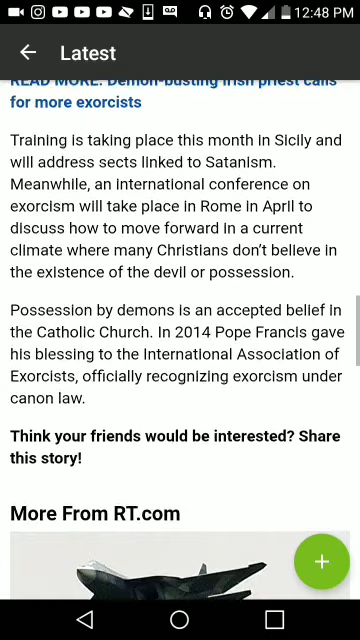 12:48 PM
Latest
READ MORE: Demon-busting Irish priest calls
for more exorcists
Training is taking place this month in Sicily and
will address sects linked to Satanism.
Meanwhile, an international conference on
exorcism will take place in Rome in April to
discuss how to move forward in a current
climate where many Christians don’t believe in
the existence of the devil or possession.
Possession by demons is an accepted belief in
the Catholic Church. In 2014 Pope Francis gave
his blessing to the International Association of
Exorcists, officially recognizing exorcism under
canon law.
Think your friends would be interested? Share
this story!
More From RT.com